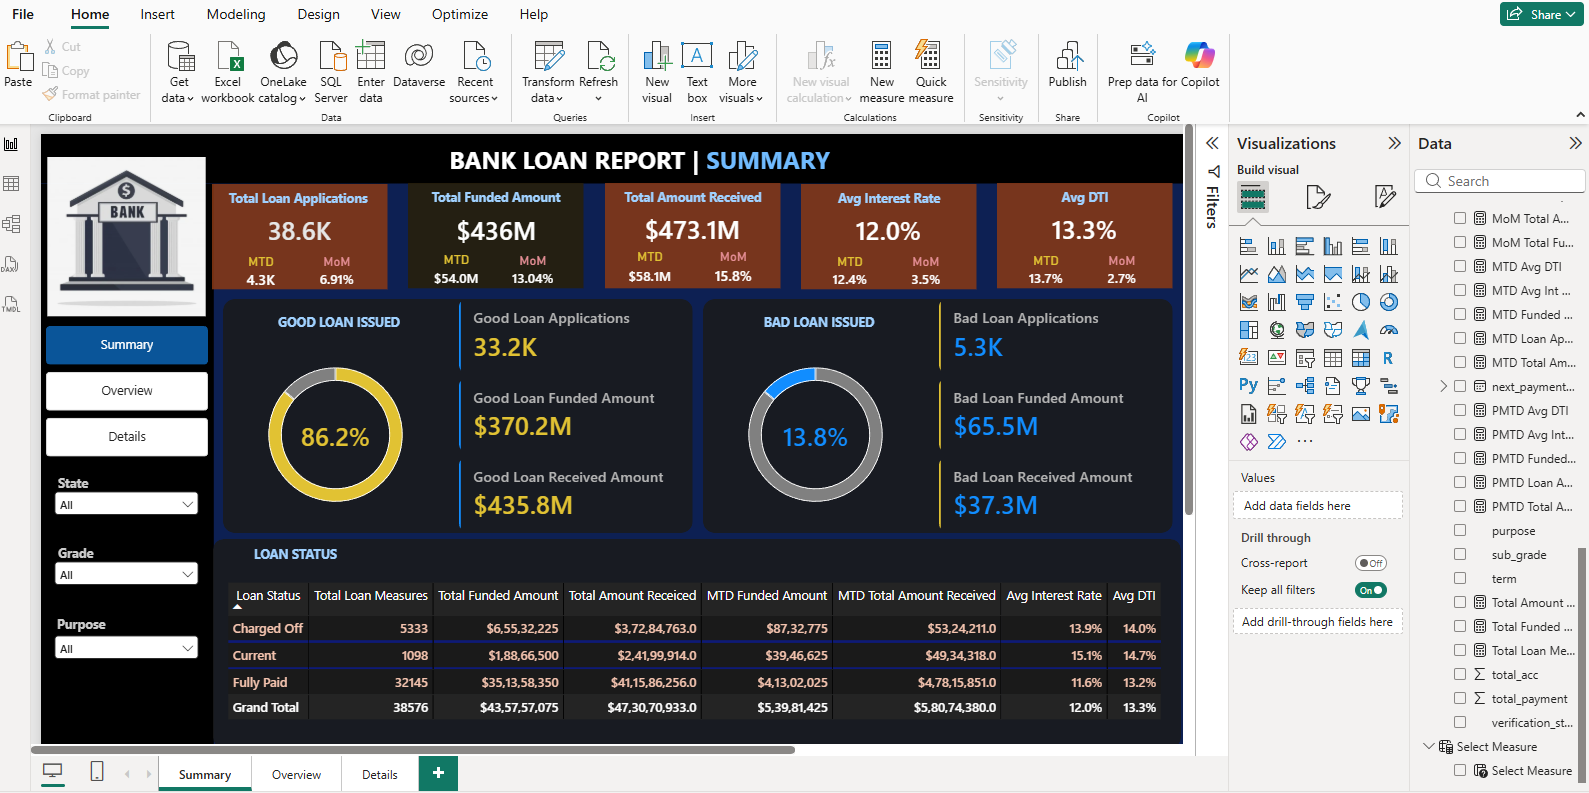 File Home Insert Modeling Design View Optimize Help Share
Paste Cut Copy Format painter
Get data Excel workbook OneLake catalog SQL Server Enter data Dataverse Recent sources
Transform data Refresh
New visual Text box More visuals
New visual calculation New measure Quick measure
Sensitivity
Publish
Prep data for AI Copilot
Clipboard Data Queries Insert Calculations Sensitivity Share Copilot
BANK LOAN REPORT | SUMMARY
$
BANK
Total Loan Applications
38.6K
MTD MoM
4.3K 6.91%
Total Funded Amount
$436M
MTD MoM
$54.0M 13.04%
Total Amount Received
$473.1M
MTD MoM
$58.1M 15.8%
Avg Interest Rate
12.0%
MTD MoM
12.4% 3.5%
Avg DTI
13.3%
MTD MoM
13.7% 2.7%
Summary
Overview
Details
State
All
Grade
All
Purpose
All
GOOD LOAN ISSUED
86.2%
Good Loan Applications
33.2K
Good Loan Funded Amount
$370.2M
Good Loan Received Amount
$435.8M
BAD LOAN ISSUED
13.8%
Bad Loan Applications
5.3K
Bad Loan Funded Amount
$65.5M
Bad Loan Received Amount
$37.3M
LOAN STATUS
Loan Status Total Loan Measures Total Funded Amount Total Amount Receiced MTD Funded Amount MTD Total Amount Received Avg Interest Rate Avg DTI
Charged Off 5333 $6,55,32,225 $3,72,84,763.0 $87,32,775 $53,24,211.0 13.9% 14.0%
Current 1098 $1,88,66,500 $2,41,99,914.0 $39,46,625 $49,34,318.0 15.1% 14.7%
Fully Paid 32145 $35,13,58,350 $41,15,86,256.0 $4,13,02,025 $4,78,15,851.0 11.6% 13.2%
Grand Total 38576 $43,57,57,075 $47,30,70,933.0 $5,39,81,425 $5,80,74,380.0 12.0% 13.3%
Summary Overview Details +
Filters
Visualizations
Build visual
123
R
Py
Values
Add data fields here
Drill through
Cross-report Off
Keep all filters On
Add drill-through fields here
Data
Search
MoM Total A...
MoM Total Fu...
MTD Avg DTI
MTD Avg Int ...
MTD Funded ...
MTD Loan Ap...
MTD Total Am...
next_payment...
PMTD Avg DTI
PMTD Avg Int...
PMTD Funded...
PMTD Loan A...
PMTD Total A...
purpose
sub_grade
term
Total Amount ...
Total Funded ...
Total Loan Me...
total_acc
total_payment
verification_st...
Select Measure
Select Measure
DAX
TMDL